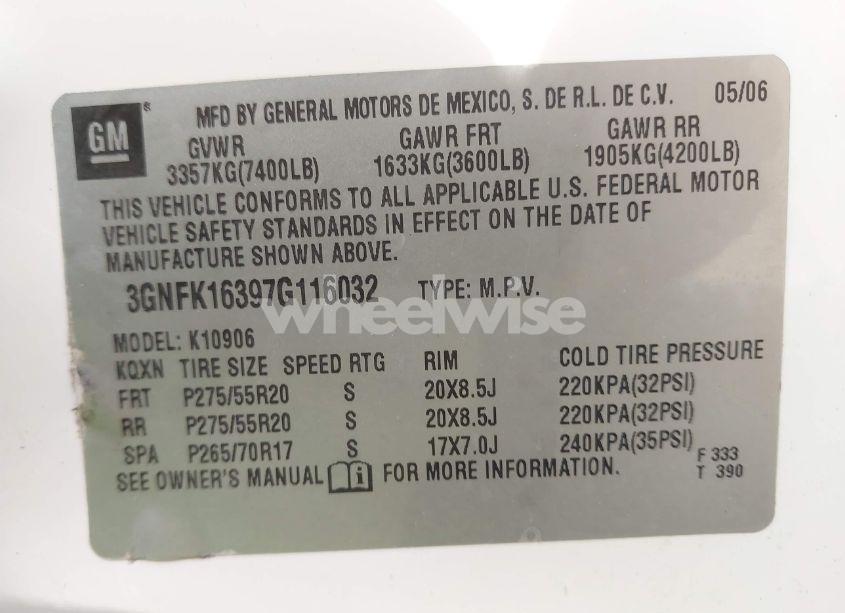 GM®
MFD BY GENERAL MOTORS DE MEXICO, S. DE R.L. DE C.V. 05/06
GVWR GAWR FRT GAWR RR
3357KG(7400LB) 1633KG(3600LB) 1905KG(4200LB)
THIS VEHICLE CONFORMS TO ALL APPLICABLE U.S. FEDERAL MOTOR
VEHICLE SAFETY STANDARDS IN EFFECT ON THE DATE OF
MANUFACTURE SHOWN ABOVE.
3GNFK16397G116032 TYPE: M.P.V.
wheelwise
MODEL: K10906
KQXN TIRE SIZE SPEED RTG RIM COLD TIRE PRESSURE
FRT P275/55R20 S 20X8.5J 220KPA(32PSI)
RR P275/55R20 S 20X8.5J 220KPA(32PSI)
SPA P265/70R17 S 17X7.0J 240KPA(35PSI)
SEE OWNER'S MANUAL i FOR MORE INFORMATION.
F 333
T 390